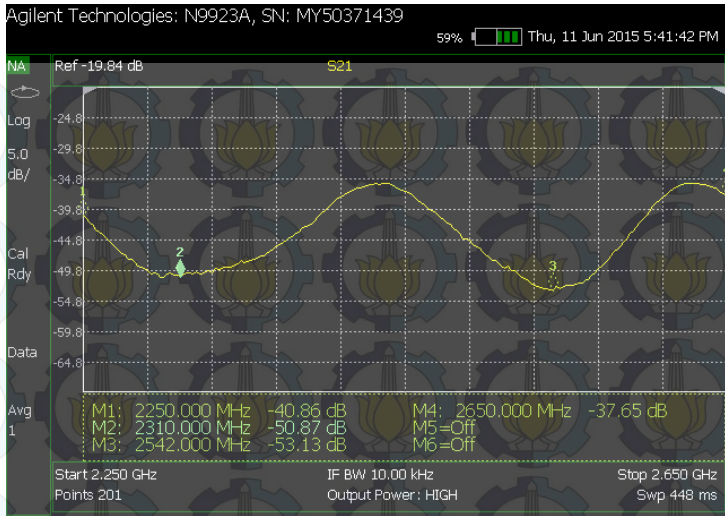 Agilent Technologies: N9923A, SN: MY50371439
59% Thu, 11 Jun 2015 5:41:42 PM
NA Ref -19.84 dB S21
Log
-24.8
5.0
-29.8
dB/
-34.8
1
-39.8
-44.8
2
Cal
-49.8
3
Rdy
-54.8
-59.8
Data
-64.8
Avg
1
M1: 2250.000 MHz -40.86 dB M4: 2650.000 MHz -37.65 dB
M2: 2310.000 MHz -50.87 dB M5=Off
M3: 2542.000 MHz -53.13 dB M6=Off
Start 2.250 GHz IF BW 10.00 kHz Stop 2.650 GHz
Points 201 Output Power: HIGH Swp 448 ms